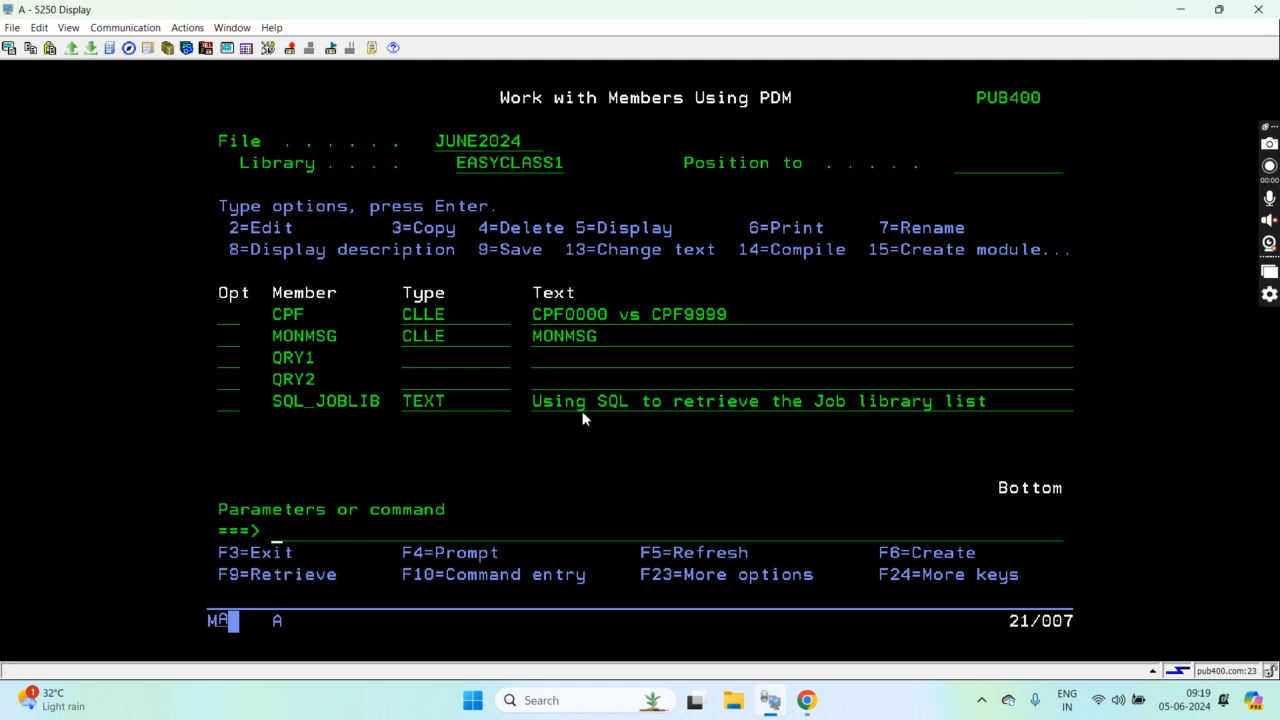 A - 5250 Display
File Edit View Communication Actions Window Help
Work with Members Using PDM PUB400
File . . . . . . JUNE2024
Library . . . . EASYCLASS1 Position to . . . . .
Type options, press Enter.
2=Edit 3=Copy 4=Delete 5=Display 6=Print 7=Rename
8=Display description 9=Save 13=Change text 14=Compile 15=Create module...
Opt Member Type Text
CPF CLLE CPF0000 vs CPF9999
MONMSG CLLE MONMSG
QRY1
QRY2
SQL_JOBLIB TEXT Using SQL to retrieve the Job library list
Bottom
Parameters or command
===>
F3=Exit F4=Prompt F5=Refresh F6=Create
F9=Retrieve F10=Command entry F23=More options F24=More keys
MA A 21/007
00:00
pub400.com:23
1 32°C
Light rain
Search
ENG
IN
09:19
05-06-2024
PRE